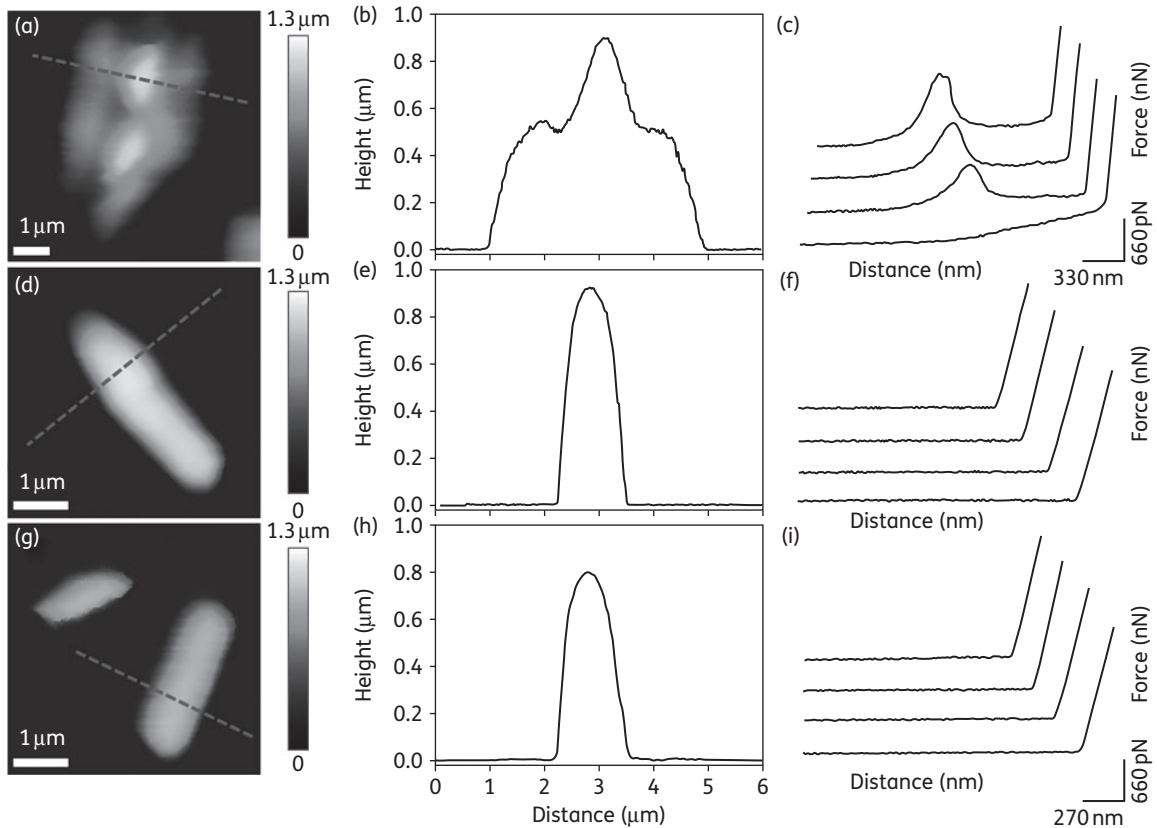 (a)
1.3 μm
0
1 μm
(b)
1.0
0.8
0.6
0.4
0.2
0.0
Height (μm)
(c)
Force (nN)
660 pN
330 nm
Distance (nm)
(d)
1.3 μm
0
1 μm
(e)
1.0
0.8
0.6
0.4
0.2
0.0
Height (μm)
(f)
Force (nN)
Distance (nm)
(g)
1.3 μm
0
1 μm
(h)
1.0
0.8
0.6
0.4
0.2
0.0
Height (μm)
0 1 2 3 4 5 6
Distance (μm)
(i)
Force (nN)
660 pN
270 nm
Distance (nm)